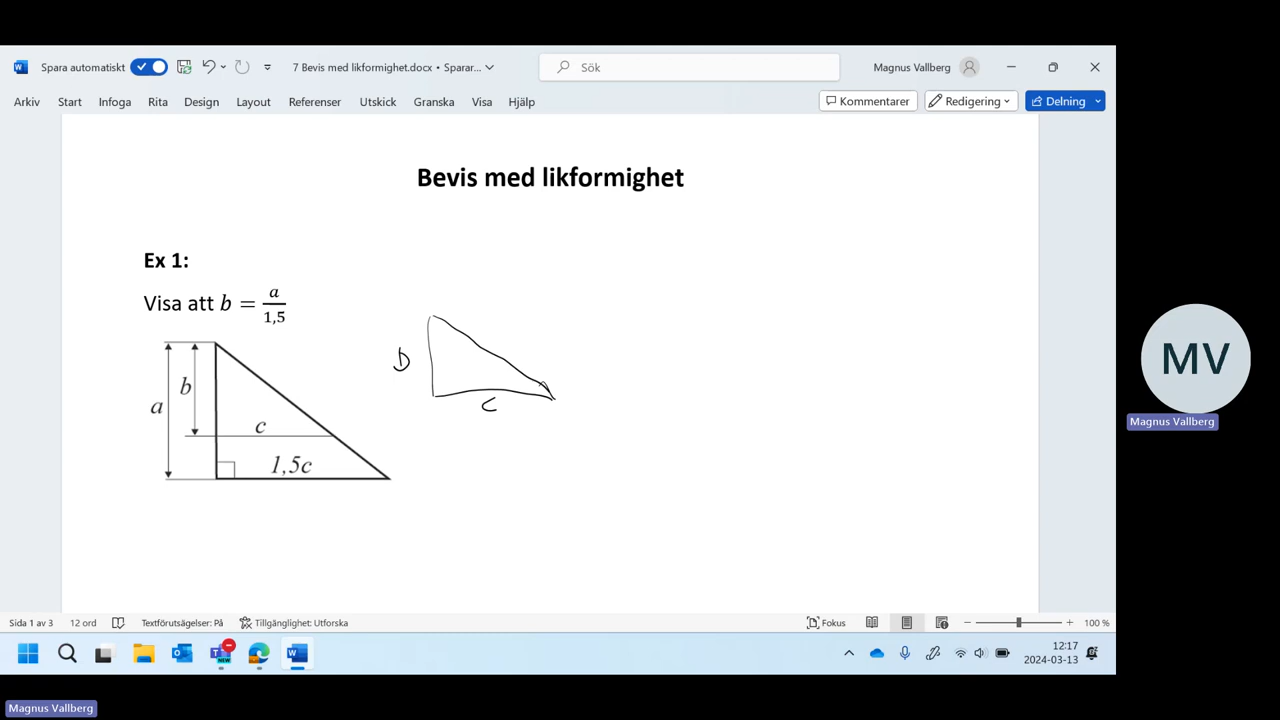 Spara automatiskt
7 Bevis med likformighet.docx • Sparar...
Sök
Magnus Vallberg
Arkiv Start Infoga Rita Design Layout Referenser Utskick Granska Visa Hjälp
Kommentarer Redigering Delning
Bevis med likformighet
Ex 1:
Visa att b = a/1,5
a
b
c
1,5c
b
c
MV
Magnus Vallberg
Sida 1 av 3 12 ord Textförutsägelser: På Tillgänglighet: Utforska Fokus 100 %
12:17
2024-03-13
Magnus Vallberg